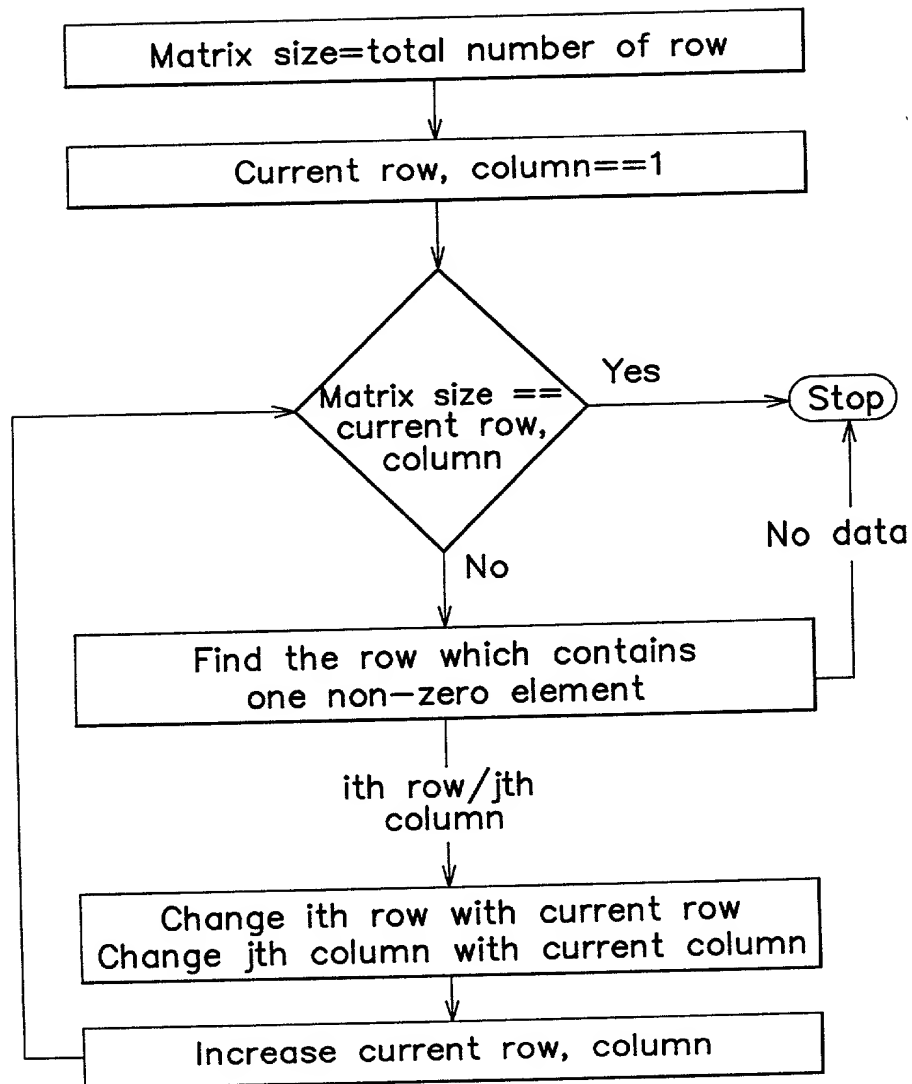 Matrix size=total number of row
Current row, column==1
Matrix size ==
current row,
column
Yes
Stop
No data
No
Find the row which contains
one non-zero element
ith row/jth
column
Change ith row with current row
Change jth column with current column
Increase current row, column